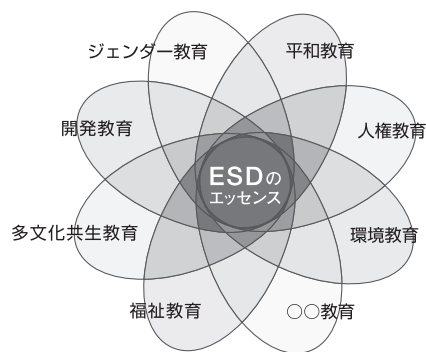 ジェンダー教育
平和教育
開発教育
人権教育
ESDの
エッセンス
多文化共生教育
環境教育
福祉教育
○○教育